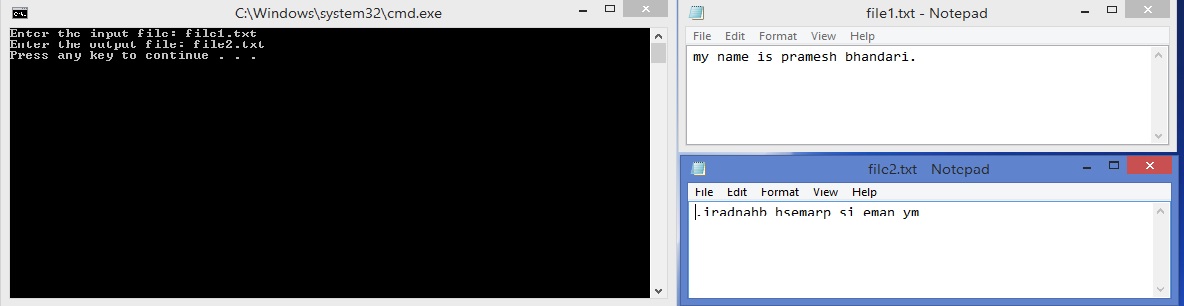 C:\Windows\system32\cmd.exe
Enter the input file: file1.txt
Enter the output file: file2.txt
Press any key to continue . . .
file1.txt - Notepad
File Edit Format View Help
my name is pramesh bhandari.
file2.txt - Notepad
File Edit Format View Help
.iradnahb hsemarp si eman ym